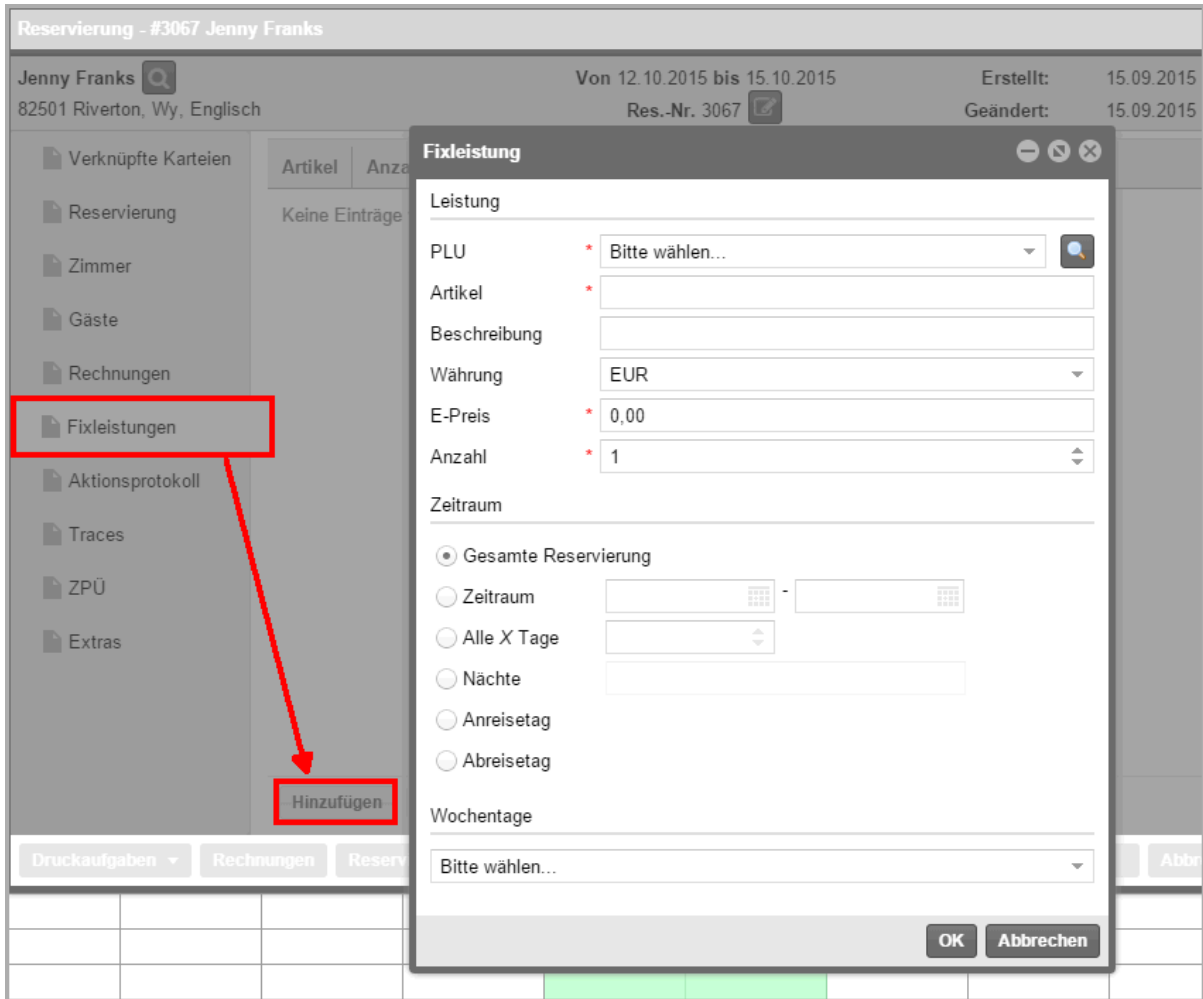 Reservierung - #3067 Jenny Franks
Jenny Franks Von 12.10.2015 bis 15.10.2015 Erstellt: 15.09.2015
82501 Riverton, Wy, Englisch Res.-Nr. 3067 Geändert: 15.09.2015
Verknüpfte Karteien
Reservierung
Zimmer
Gäste
Rechnungen
Fixleistungen
Aktionsprotokoll
Traces
ZPÜ
Extras
Artikel Anza
Keine Einträge
Hinzufügen
Fixleistung
Leistung
PLU * Bitte wählen...
Artikel *
Beschreibung
Währung EUR
E-Preis * 0,00
Anzahl * 1
Zeitraum
Gesamte Reservierung
Zeitraum -
Alle X Tage
Nächte
Anreisetag
Abreisetag
Wochentage
Bitte wählen...
OK Abbrechen
Druckaufgaben Rechnungen Reserv Abbr